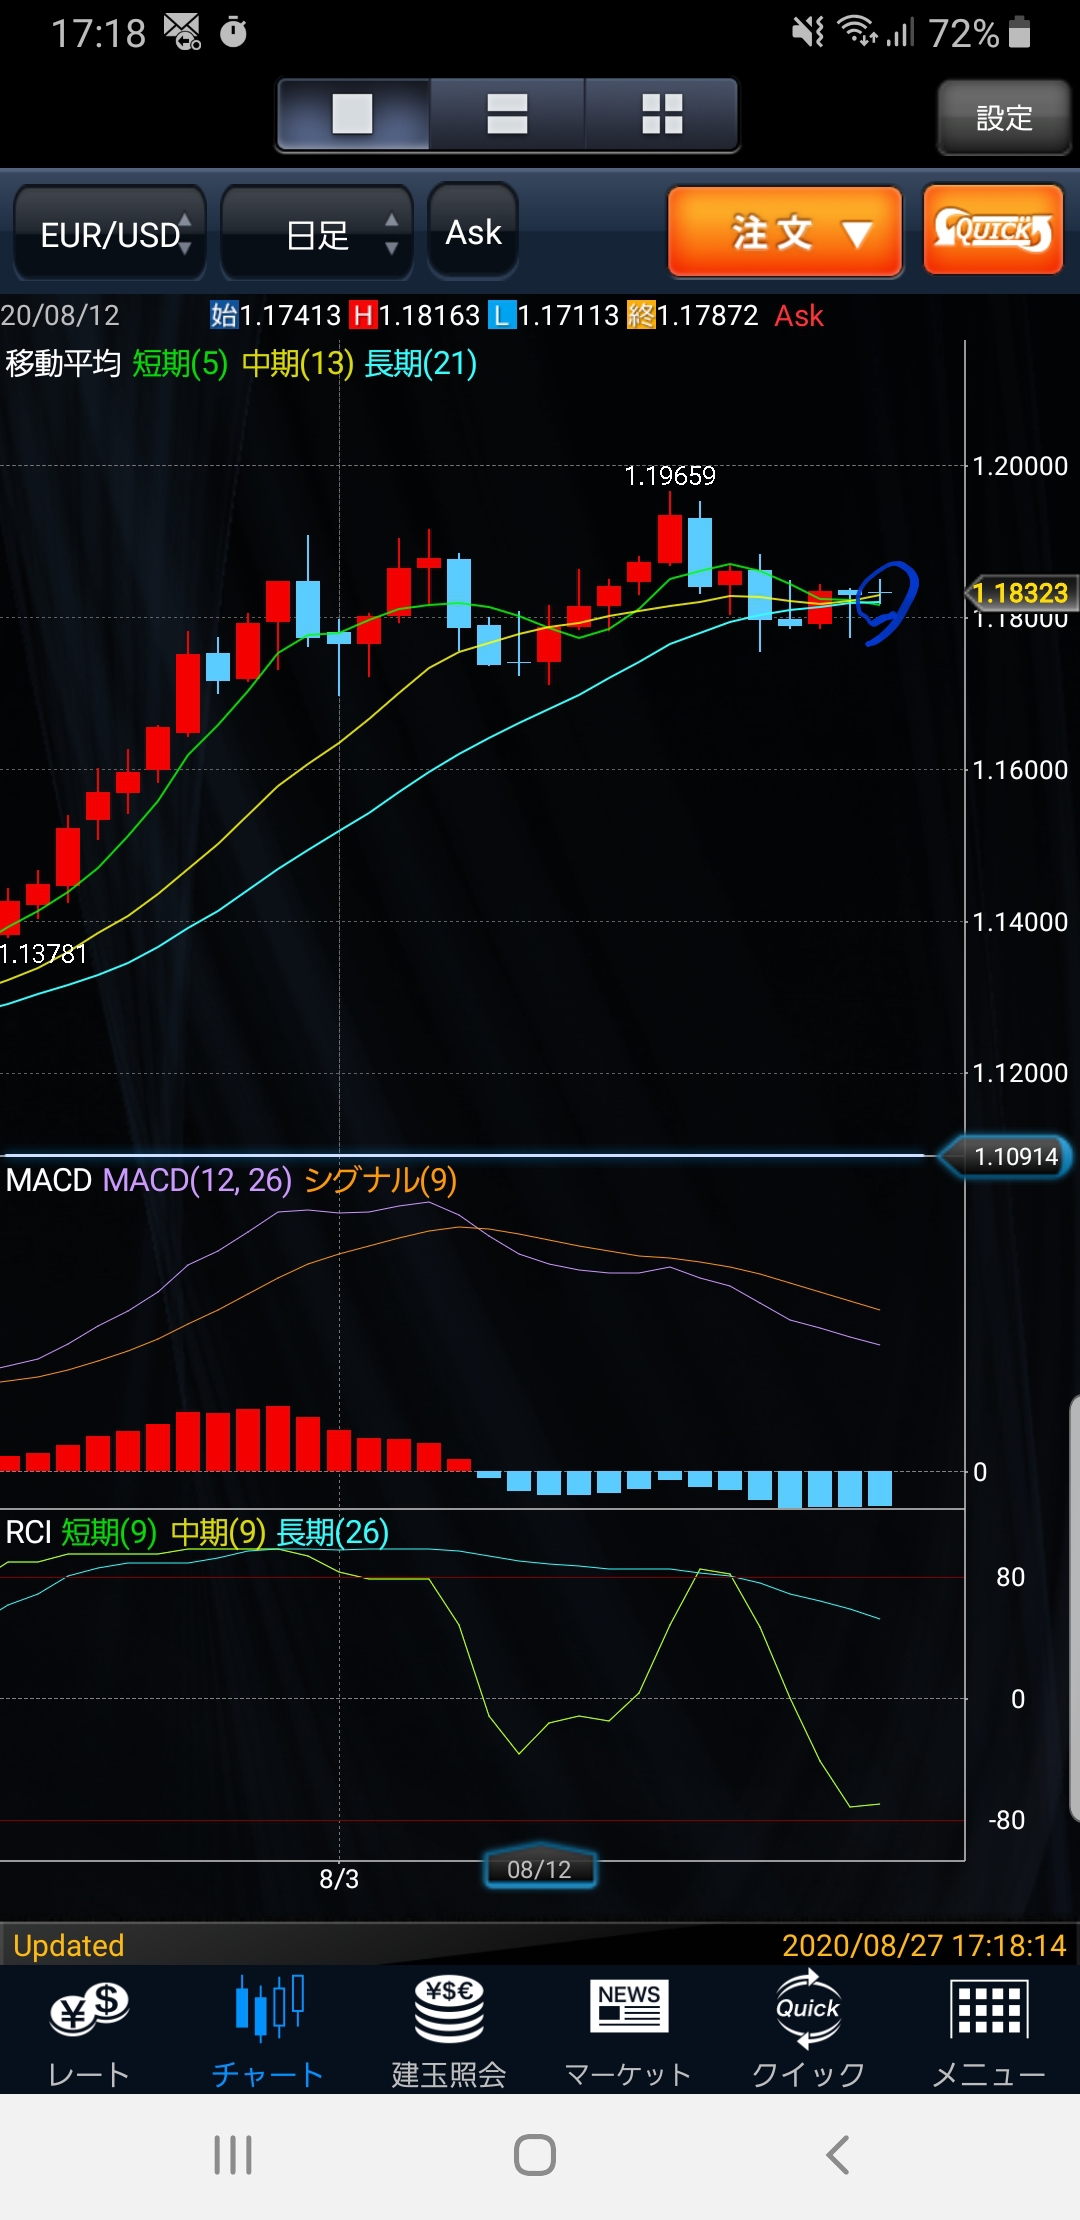 17:18 72%
設定
EUR/USD 日足 Ask 注文 ▼ QUICK
20/08/12 始1.17413 H1.18163 L1.17113 終1.17872 Ask
移動平均 短期(5) 中期(13) 長期(21)
1.20000
1.19659
1.18323
1.18000
1.16000
1.14000
1.13781
1.12000
1.10914
MACD MACD(12, 26) シグナル(9)
0
RCI 短期(9) 中期(9) 長期(26)
80
0
-80
8/3 08/12
Updated 2020/08/27 17:18:14
¥$ ¥$€ NEWS Quick
レート チャート 建玉照会 マーケット クイック メニュー